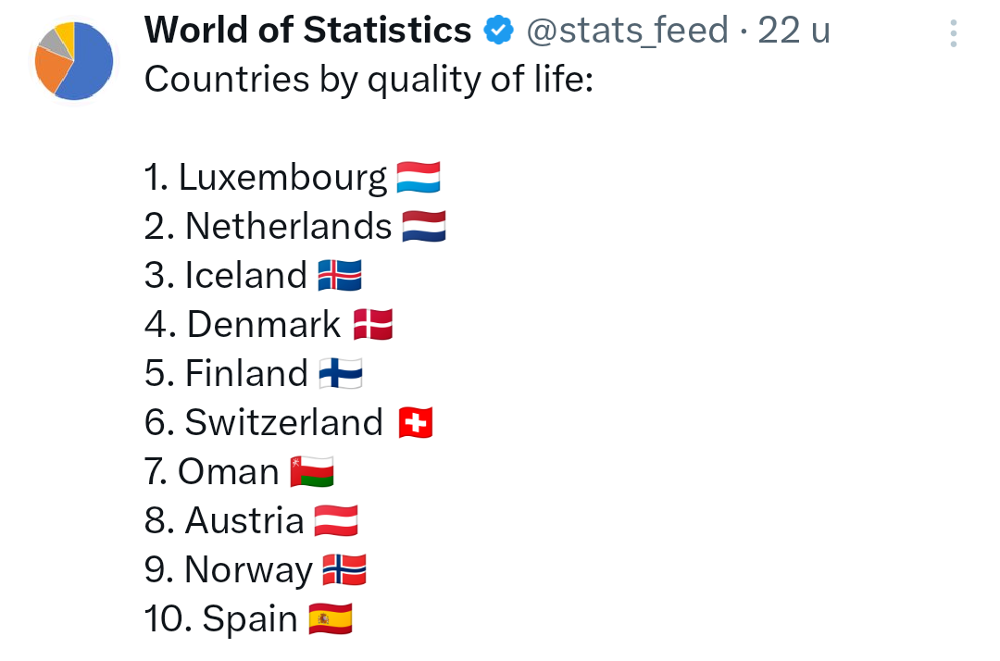 World of Statistics @stats_feed · 22 u
Countries by quality of life:
1. Luxembourg 🇱🇺
2. Netherlands 🇳🇱
3. Iceland 🇮🇸
4. Denmark 🇩🇰
5. Finland 🇫🇮
6. Switzerland 🇨🇭
7. Oman 🇴🇲
8. Austria 🇦🇹
9. Norway 🇳🇴
10. Spain 🇪🇸